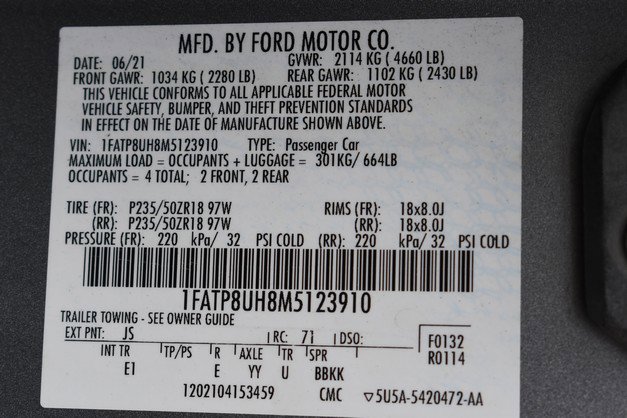 MFD. BY FORD MOTOR CO.
DATE: 06/21 GVWR: 2114 KG ( 4660 LB)
FRONT GAWR: 1034 KG ( 2280 LB) REAR GAWR: 1102 KG ( 2430 LB)
THIS VEHICLE CONFORMS TO ALL APPLICABLE FEDERAL MOTOR
VEHICLE SAFETY, BUMPER, AND THEFT PREVENTION STANDARDS
IN EFFECT ON THE DATE OF MANUFACTURE SHOWN ABOVE.
VIN: 1FATP8UH8M5123910 TYPE: Passenger Car
MAXIMUM LOAD = OCCUPANTS + LUGGAGE = 301KG/ 664LB
OCCUPANTS = 4 TOTAL; 2 FRONT, 2 REAR
TIRE (FR): P235/50ZR18 97W RIMS (FR): 18x8.0J
(RR): P235/50ZR18 97W (RR): 18x8.0J
PRESSURE (FR): 220 kPa/ 32 PSI COLD (RR): 220 kPa/ 32 PSI COLD
1FATP8UH8M5123910
TRAILER TOWING - SEE OWNER GUIDE
EXT PNT: JS RC: 71 DSO: F0132
INT TR TP/PS R AXLE TR SPR R0114
E1 E YY U BBKK
1202104153459 CMC ▽5U5A-5420472-AA